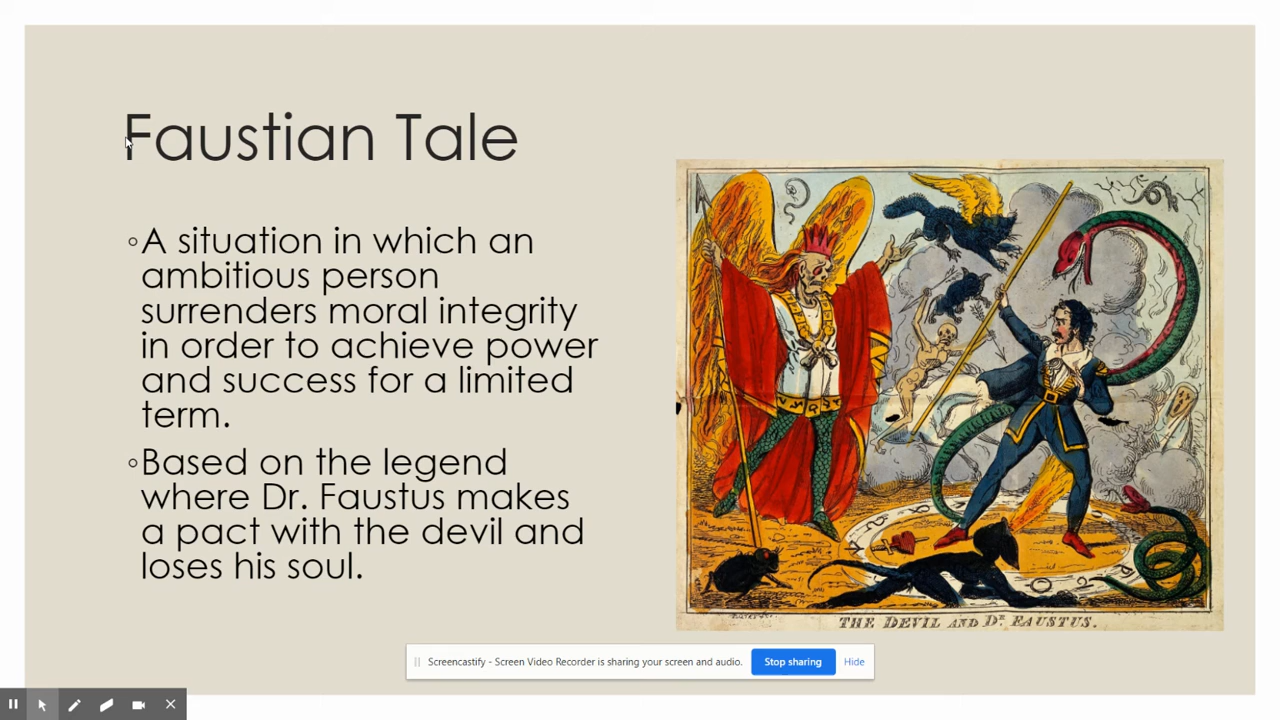 Faustian Tale
◦A situation in which an
ambitious person
surrenders moral integrity
in order to achieve power
and success for a limited
term.
◦Based on the legend
where Dr. Faustus makes
a pact with the devil and
loses his soul.
THE DEVIL AND Dr. FAUSTUS.
Screencastify - Screen Video Recorder is sharing your screen and audio.
Stop sharing
Hide